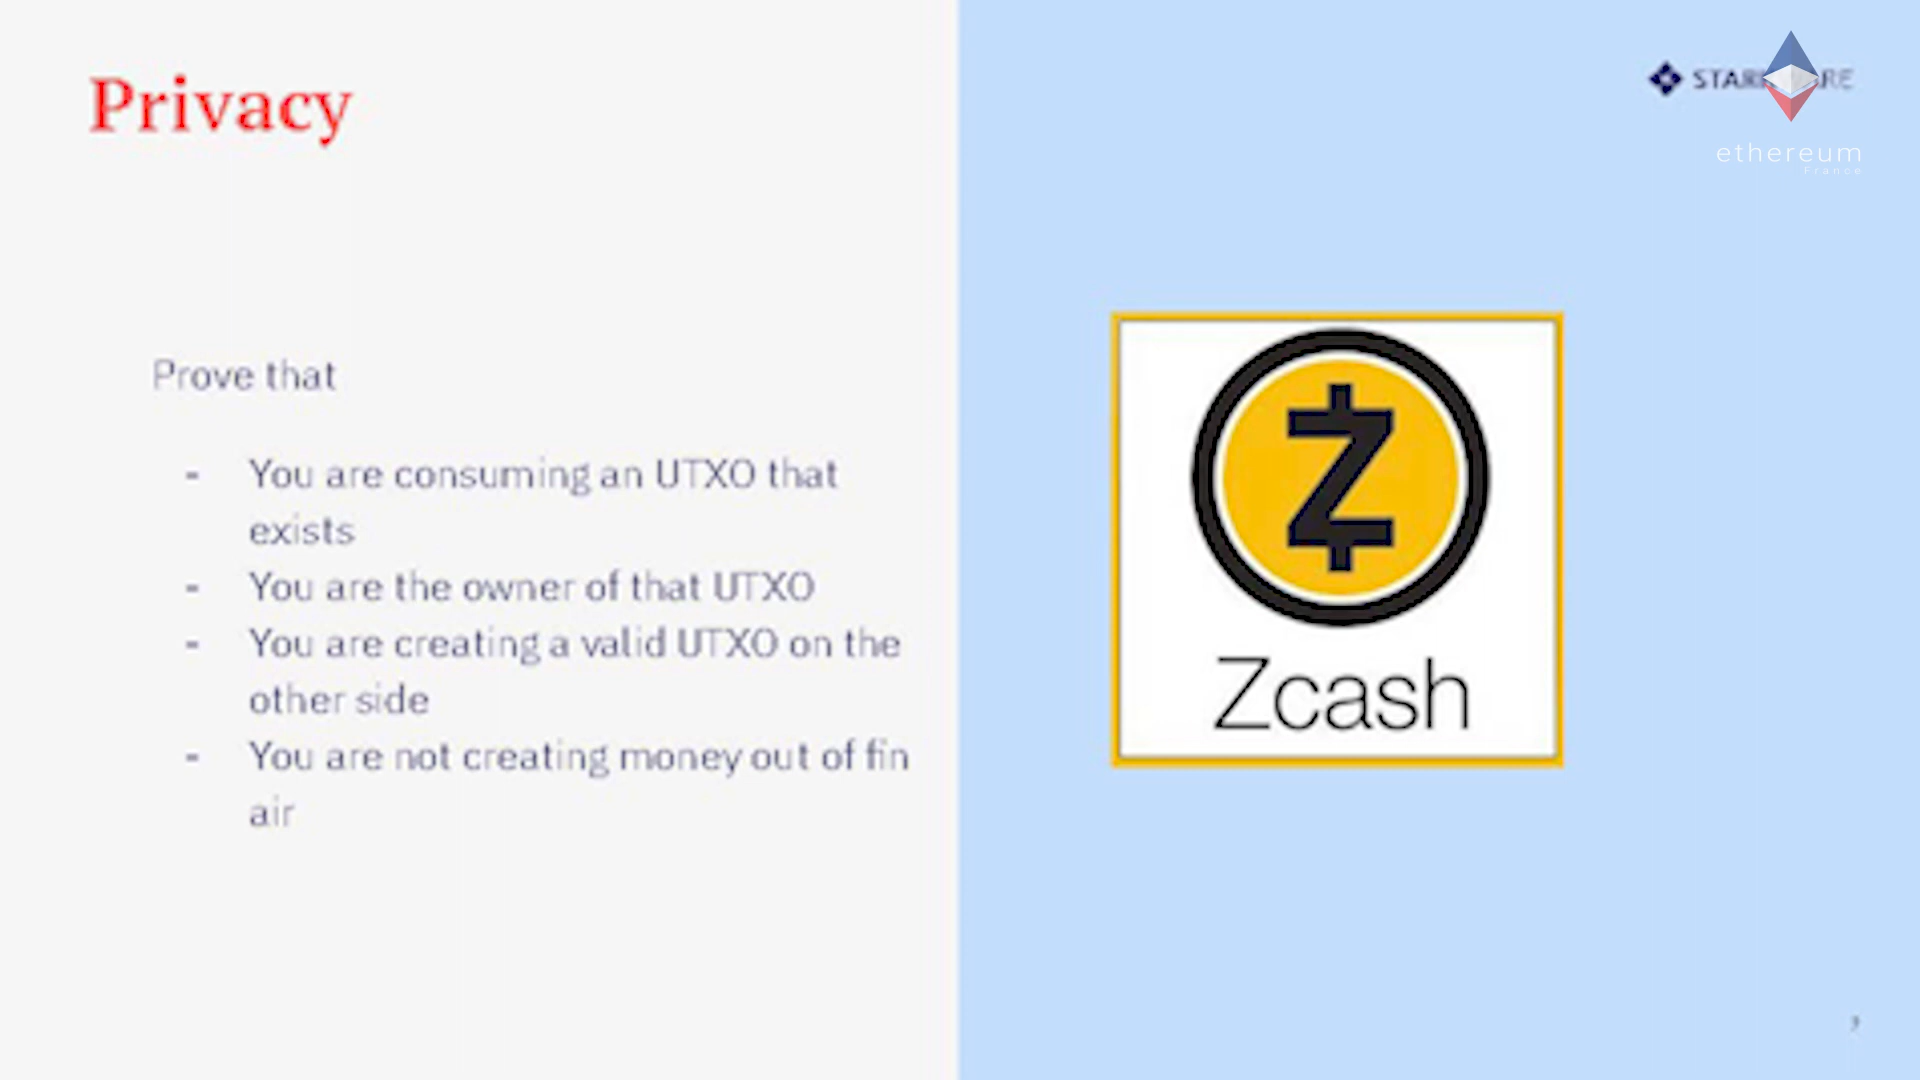 Privacy
STARKWARE
ethereum
France
Prove that
- You are consuming an UTXO that
exists
- You are the owner of that UTXO
- You are creating a valid UTXO on the
other side
- You are not creating money out of fin
air
Zcash